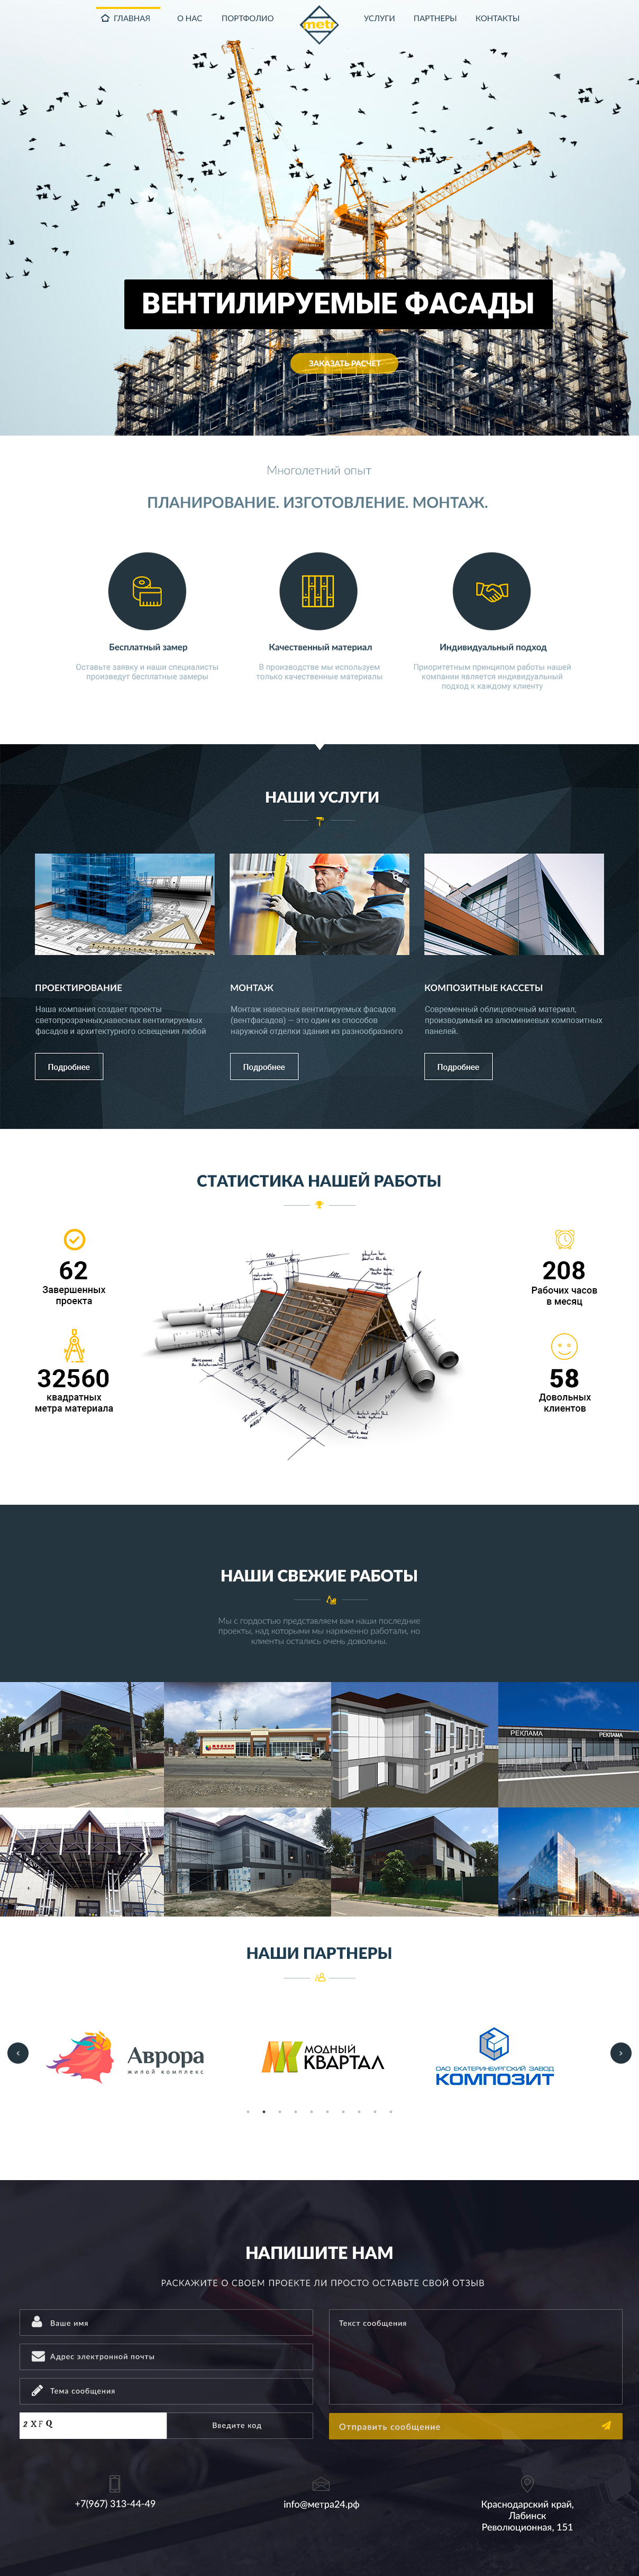 ГЛАВНАЯ
О НАС
ПОРТФОЛИО
metr
УСЛУГИ
ПАРТНЕРЫ
КОНТАКТЫ
ВЕНТИЛИРУЕМЫЕ ФАСАДЫ
ЗАКАЗАТЬ РАСЧЕТ
Многолетний опыт
ПЛАНИРОВАНИЕ. ИЗГОТОВЛЕНИЕ. МОНТАЖ.
Бесплатный замер
Оставьте заявку и наши специалисты
произведут бесплатные замеры
Качественный материал
В производстве мы используем
только качественные материалы
Индивидуальный подход
Приоритетным принципом работы нашей
компании является индивидуальный
подход к каждому клиенту
НАШИ УСЛУГИ
ПРОЕКТИРОВАНИЕ
Наша компания создает проекты
светопрозрачных,навесных вентилируемых
фасадов и архитектурного освещения любой
Подробнее
МОНТАЖ
Монтаж навесных вентилируемых фасадов
(вентфасадов) — это один из способов
наружной отделки здания из разнообразного
Подробнее
КОМПОЗИТНЫЕ КАССЕТЫ
Современный облицовочный материал,
производимый из алюминиевых композитных
панелей.
Подробнее
СТАТИСТИКА НАШЕЙ РАБОТЫ
62
Завершенных
проекта
32560
квадратных
метра материала
208
Рабочих часов
в месяц
58
Довольных
клиентов
НАШИ СВЕЖИЕ РАБОТЫ
Мы с гордостью представляем вам наши последние
проекты, над которыми мы наряженно работали, но
клиенты остались очень довольны.
РЕКЛАМА
РЕКЛАМА
НАШИ ПАРТНЕРЫ
Аврора
жилой комплекс
МОДНЫЙ
КВАРТАЛ
ОАО ЕКАТЕРИНБУРГСКИЙ ЗАВОД
КОМПОЗИТ
НАПИШИТЕ НАМ
РАСКАЖИТЕ О СВОЕМ ПРОЕКТЕ ЛИ ПРОСТО ОСТАВЬТЕ СВОЙ ОТЗЫВ
Ваше имя
Адрес электронной почты
Тема сообщения
2 X F Q
Введите код
Текст сообщения
Отправить сообщение
+7(967) 313-44-49
info@метра24.рф
Краснодарский край,
Лабинск
Революционная, 151